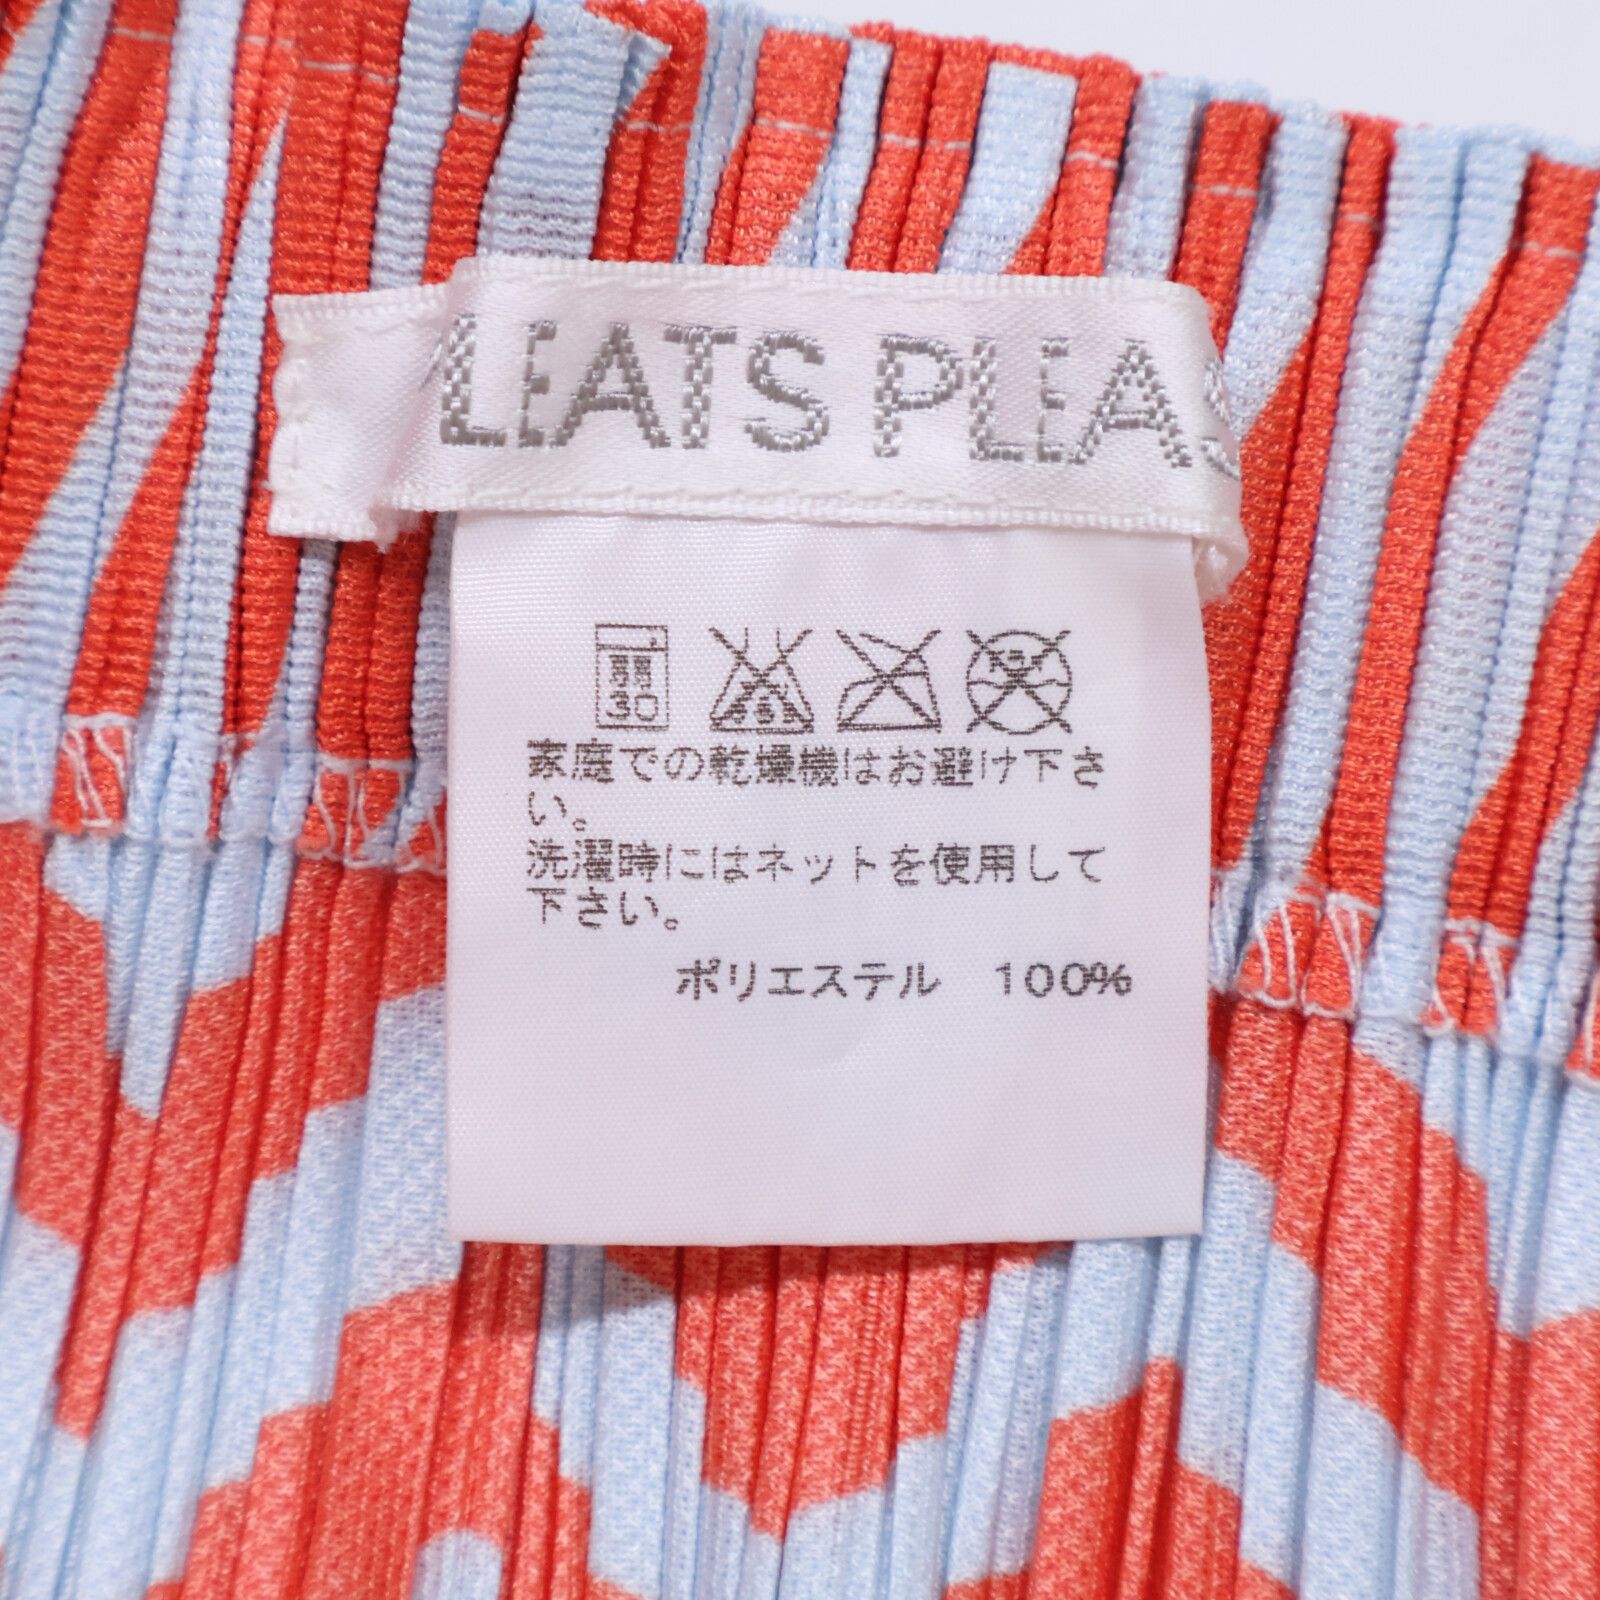 LEATS PLEAS
弱
30
家庭での乾燥機はお避け下さ
い。
洗濯時にはネットを使用して
下さい。
ポリエステル 100%